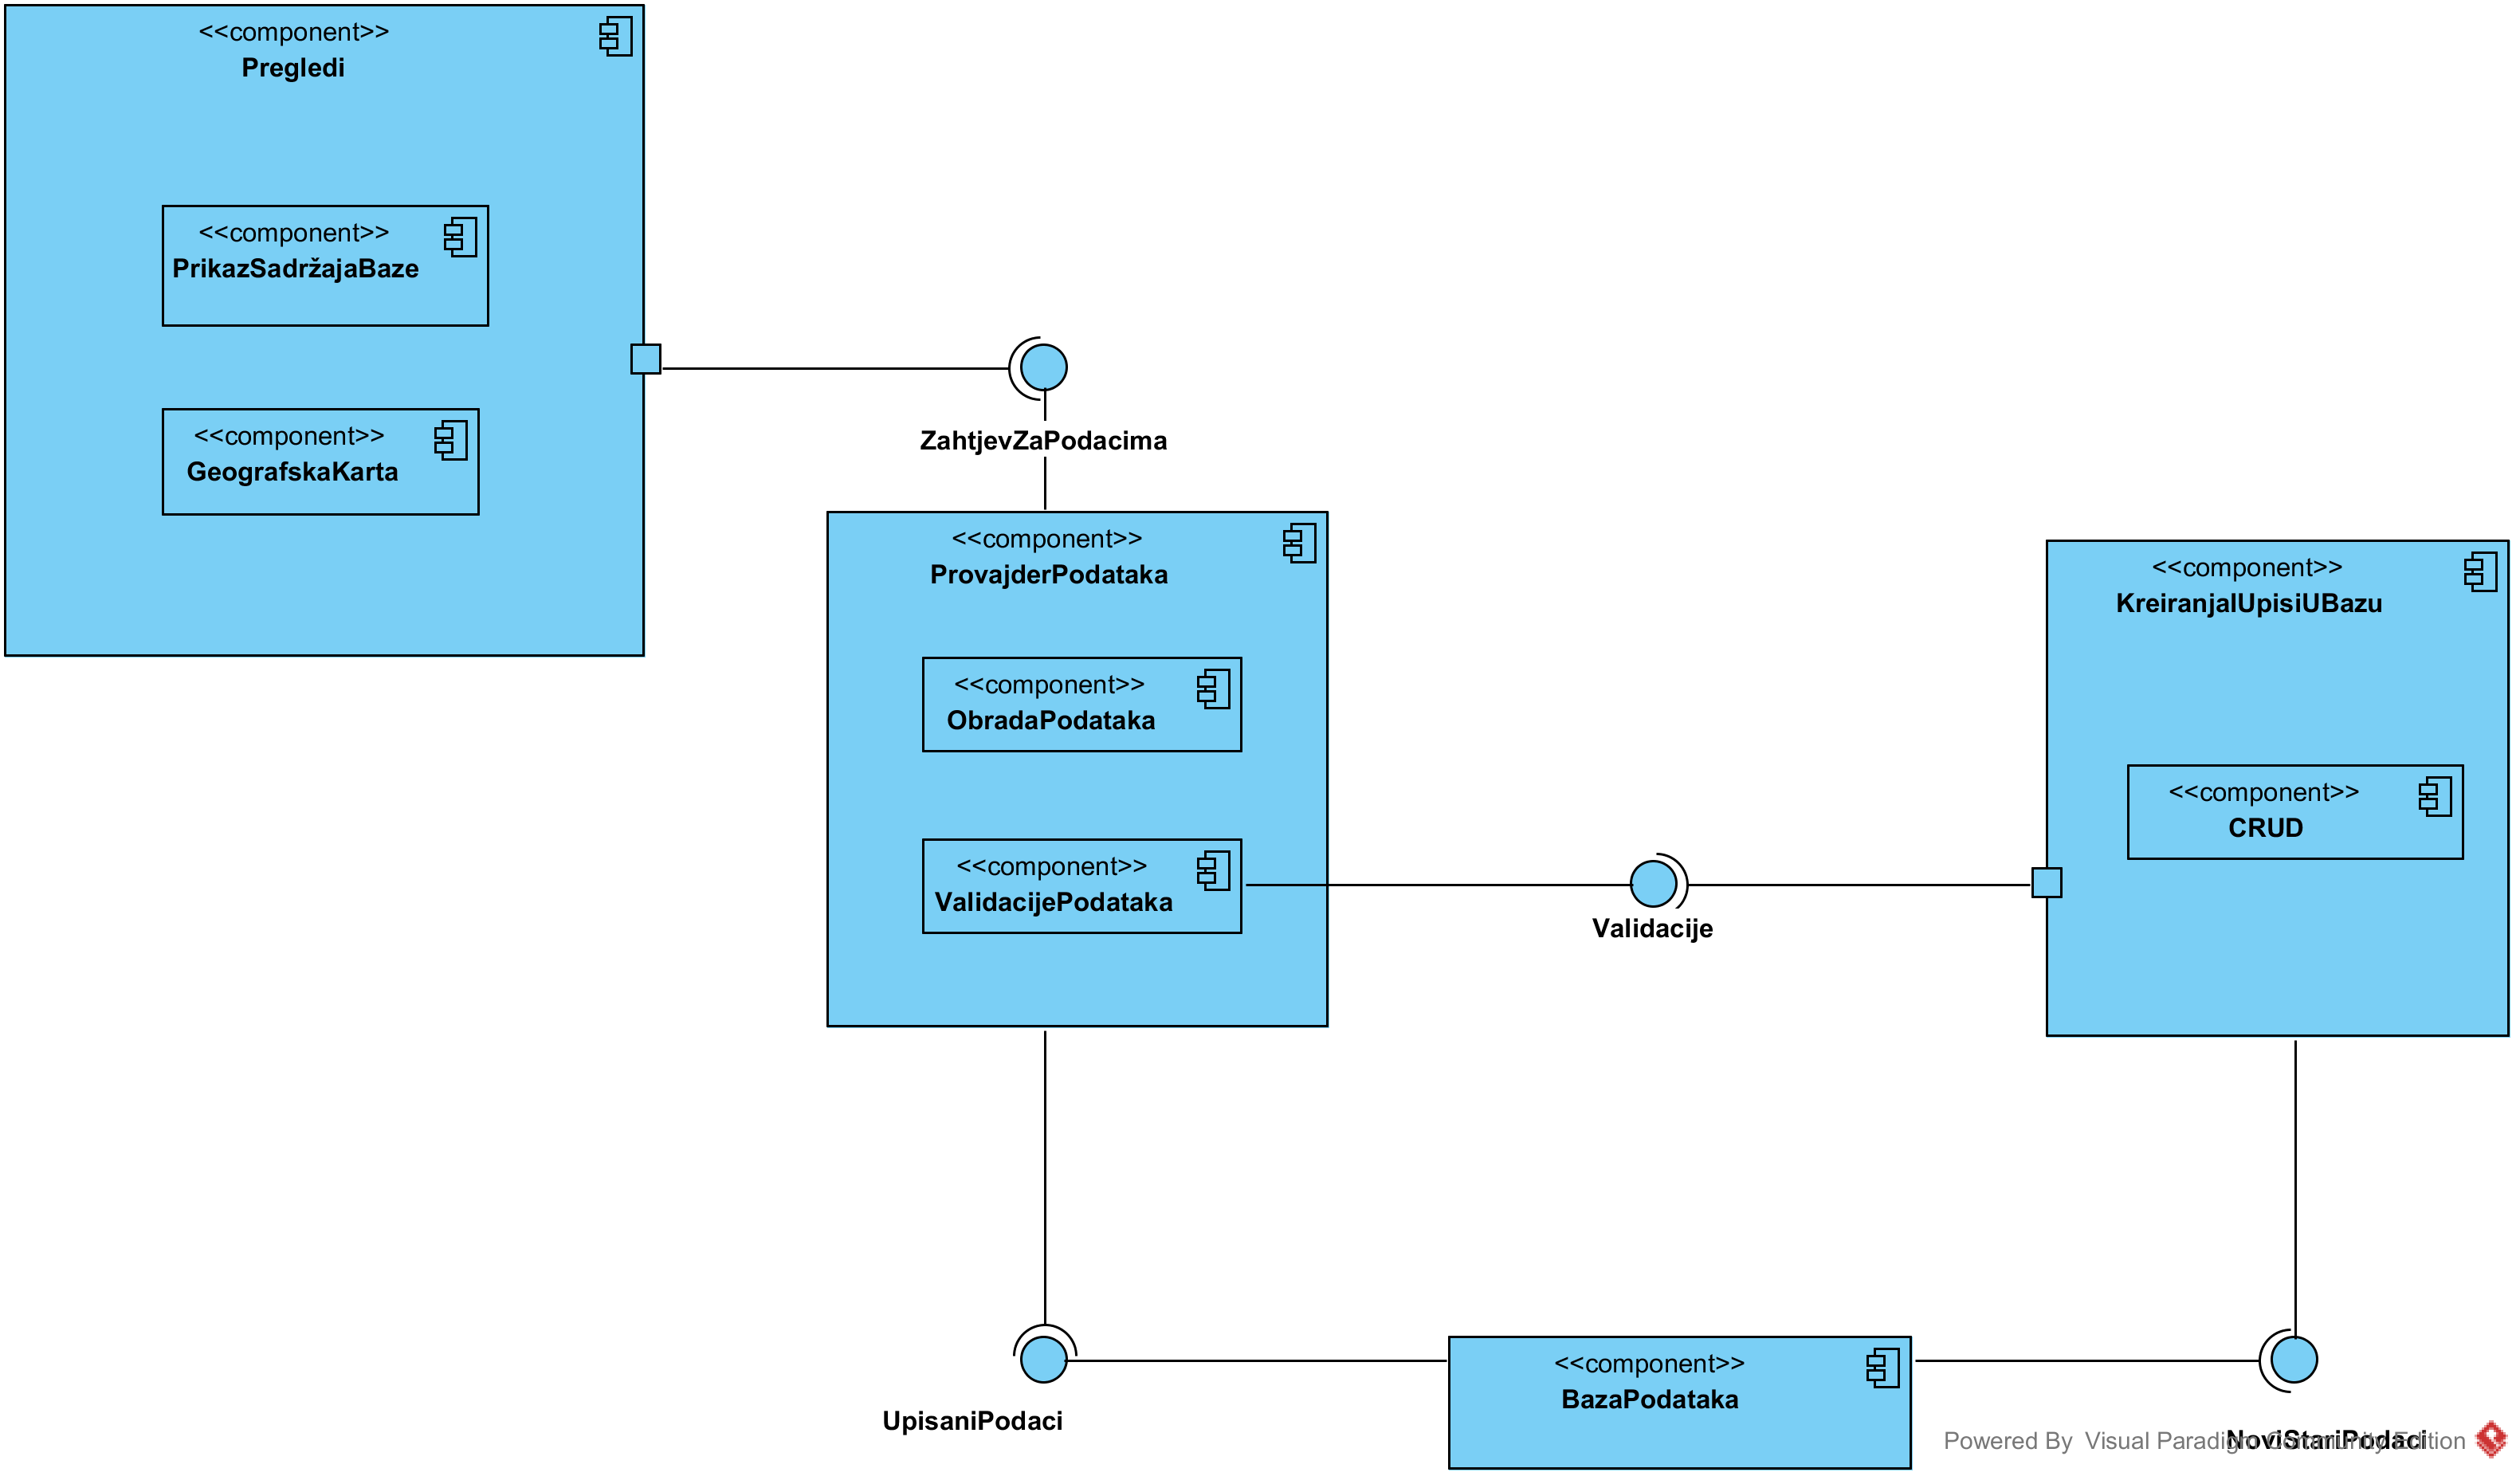 <<component>>
Pregledi
<<component>>
PrikazSadržajaBaze
<<component>>
GeografskaKarta
ZahtjevZaPodacima
<<component>>
ProvajderPodataka
<<component>>
ObradaPodataka
<<component>>
ValidacijePodataka
Validacije
<<component>>
KreiranjaIUpisiUBazu
<<component>>
CRUD
UpisaniPodaci
<<component>>
BazaPodataka
NoviStariPodaci
Powered By Visual Paradigm Community Edition